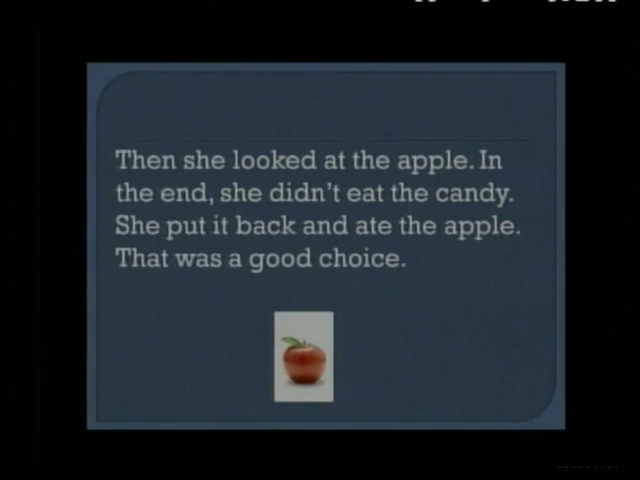 Then she looked at the apple. In
the end, she didn't eat the candy.
She put it back and ate the apple.
That was a good choice.